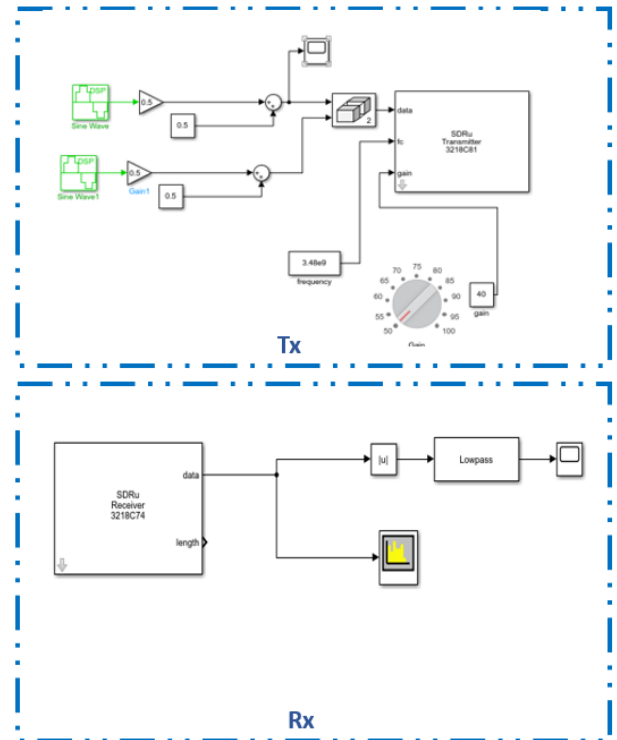 DSP
Sine Wave
0.5
0.5
2
data
fc
gain
SDRu
Transmitter
3218C81
DSP
Sine Wave1
0.5
Gain1
0.5
3.48e9
frequency
50
55
60
65
70
75
80
85
90
95
100
Gain
40
gain
Tx
SDRu
Receiver
3218C74
data
length
|u|
Lowpass
Rx